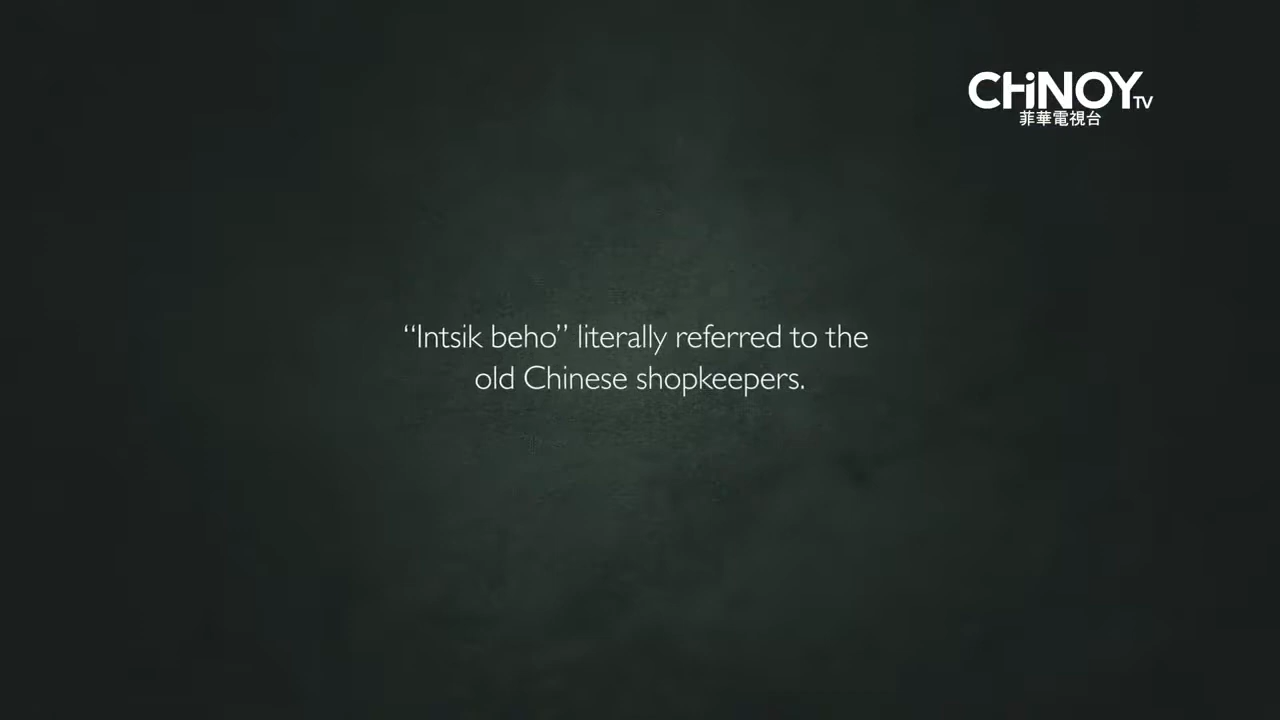 CHiNOY TV
菲華電視台
“Intsik beho” literally referred to the
old Chinese shopkeepers.